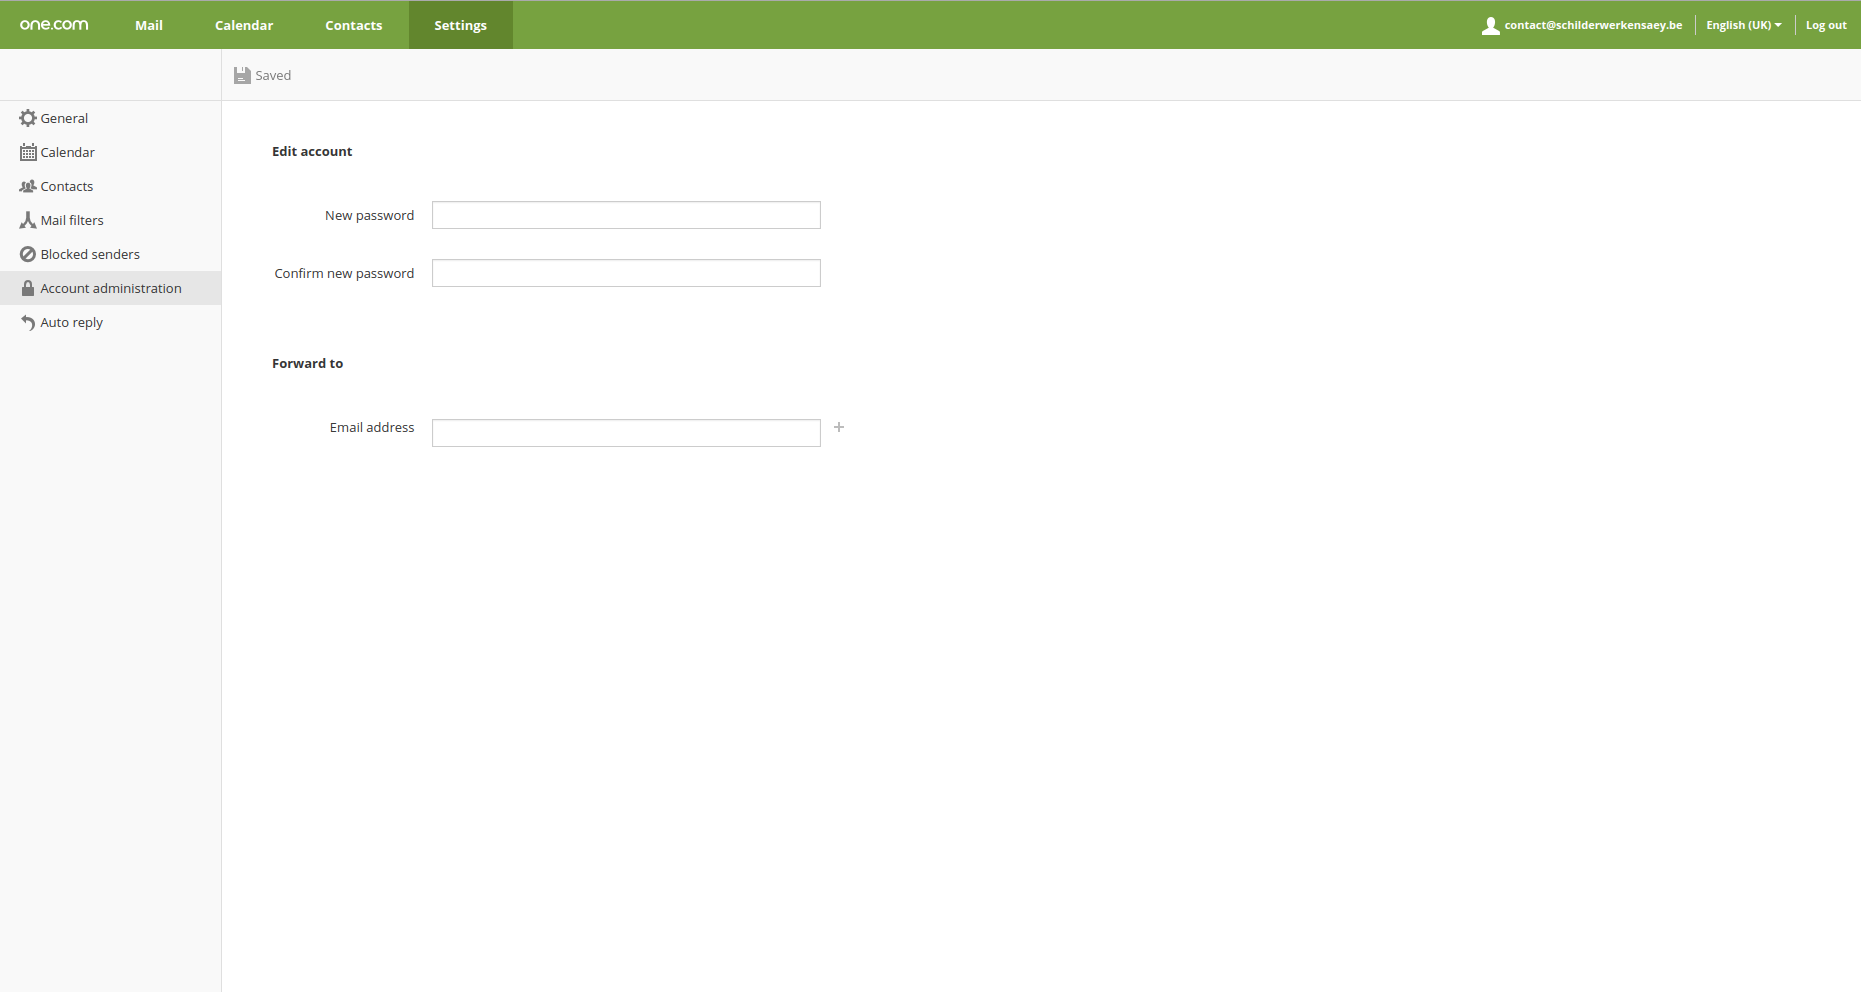 one.com Mail Calendar Contacts Settings contact@schilderwerkensaey.be English (UK) Log out
Saved
General
Calendar
Contacts
Mail filters
Blocked senders
Account administration
Auto reply
Edit account
New password
Confirm new password
Forward to
Email address